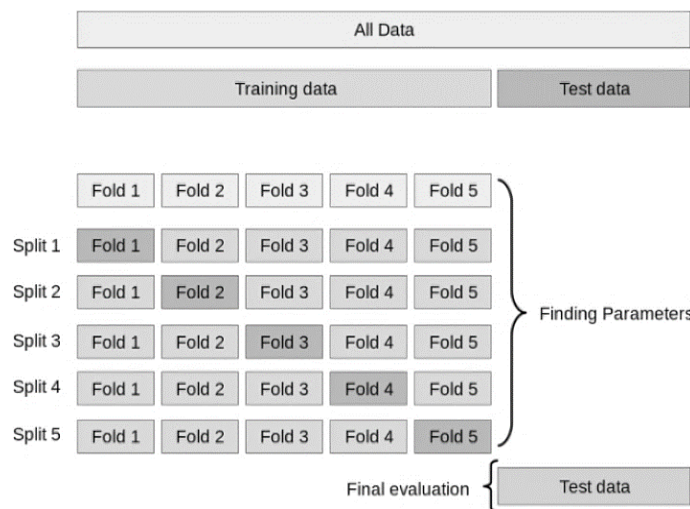 All Data
Training data Test data
Fold 1 Fold 2 Fold 3 Fold 4 Fold 5
Split 1 Fold 1 Fold 2 Fold 3 Fold 4 Fold 5
Split 2 Fold 1 Fold 2 Fold 3 Fold 4 Fold 5
Finding Parameters
Split 3 Fold 1 Fold 2 Fold 3 Fold 4 Fold 5
Split 4 Fold 1 Fold 2 Fold 3 Fold 4 Fold 5
Split 5 Fold 1 Fold 2 Fold 3 Fold 4 Fold 5
Final evaluation Test data